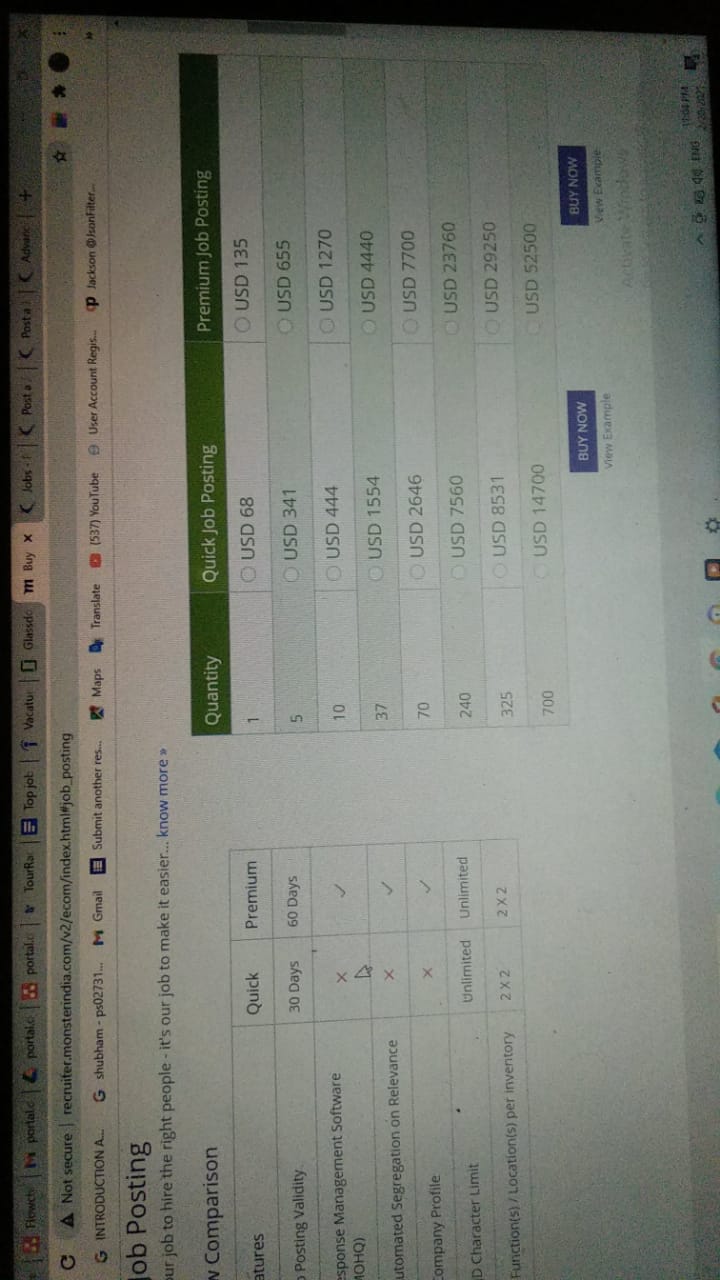 Flowch portal.c portal.c portal.c TourRa Top job Vacatur Glassdo m Buy × Jobs - Post a Post a Advanc +
Not secure | recruiter.monsterindia.com/v2/ecom/index.html#job_posting
INTRODUCTION A... shubham - ps02731... Gmail Submit another res... Maps Translate (537) YouTube User Account Regis... Jackson @JsonFilter...
Job Posting
our job to hire the right people - it's our job to make it easier... know more »
w Comparison
atures Quick Premium
b Posting Validity 30 Days 60 Days
esponse Management Software
MOHQ)
utomated Segregation on Relevance
Company Profile
D Character Limit Unlimited Unlimited
Function(s) / Location(s) per inventory 2 X 2 2 X 2
Quantity Quick Job Posting Premium Job Posting
1 USD 68 USD 135
5 USD 341 USD 655
10 USD 444 USD 1270
37 USD 1554 USD 4440
70 USD 2646 USD 7700
240 USD 7560 USD 23760
325 USD 8531 USD 29250
700 USD 14700 USD 52500
BUY NOW BUY NOW
View Example View Example
Activate Windows
ENG 11:04 PM